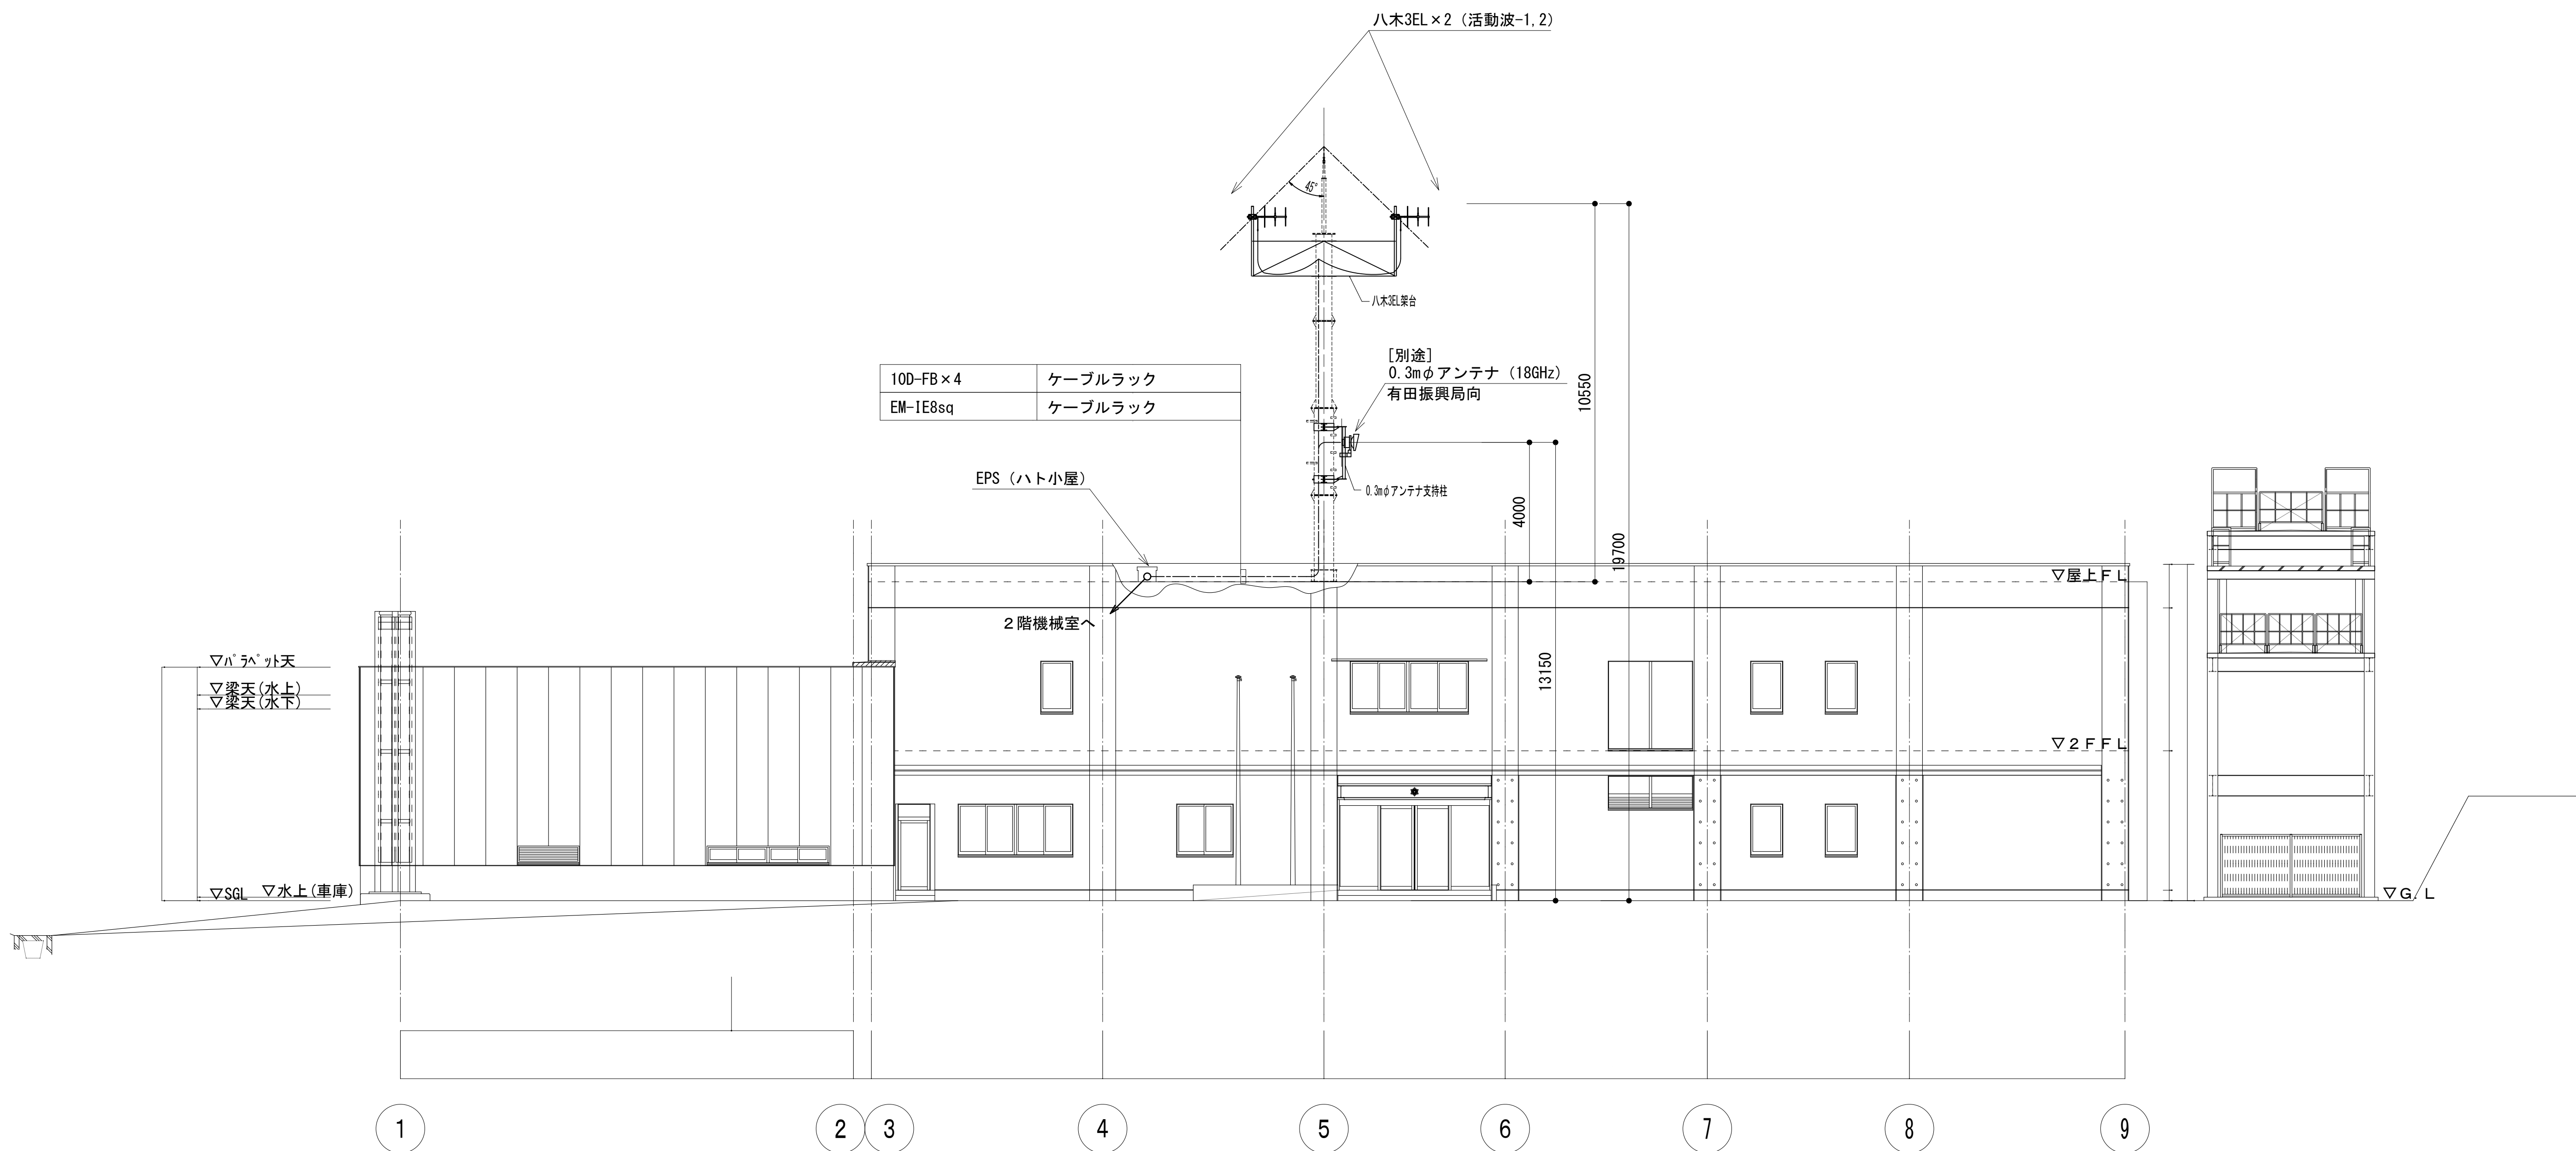 八木3EL×2（活動波-1,2）
45°
八木3EL架台
[別途]
0.3mφアンテナ（18GHz）
有田振興局向
10D-FB×4 ケーブルラック
EM-IE8sq ケーブルラック
10550
EPS（ハト小屋）
0.3mφアンテナ支持柱
4000
19700
▽屋上ＦＬ
２階機械室へ
▽ﾊﾟﾗﾍﾟｯﾄ天
▽梁天(水上)
▽梁天(水下)
13150
▽２ＦＦＬ
▽SGL ▽水上(車庫)
▽Ｇ.Ｌ
1 2 3 4 5 6 7 8 9